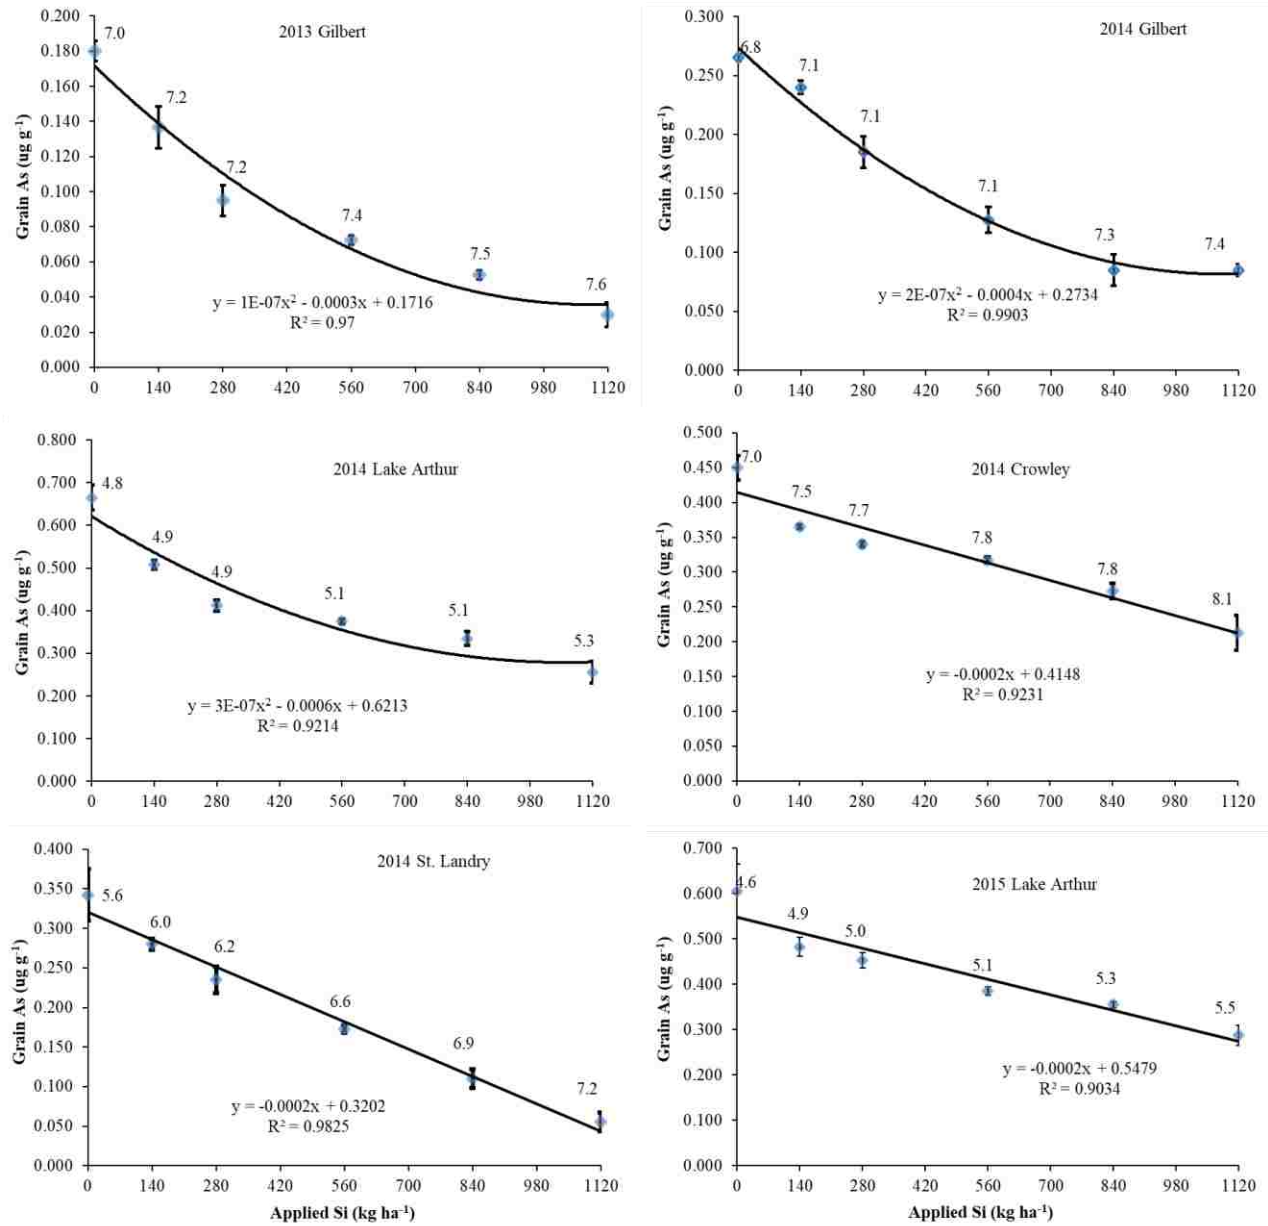 2013 Gilbert
Grain As (ug g⁻¹)
0.200
0.180
0.160
0.140
0.120
0.100
0.080
0.060
0.040
0.020
0.000
7.0
7.2
7.2
7.4
7.5
7.6
y = 1E-07x² - 0.0003x + 0.1716
R² = 0.97
0 140 280 420 560 700 840 980 1120
2014 Gilbert
Grain As (ug g⁻¹)
0.300
0.250
0.200
0.150
0.100
0.050
0.000
6.8
7.1
7.1
7.1
7.3
7.4
y = 2E-07x² - 0.0004x + 0.2734
R² = 0.9903
0 140 280 420 560 700 840 980 1120
2014 Lake Arthur
Grain As (ug g⁻¹)
0.800
0.700
0.600
0.500
0.400
0.300
0.200
0.100
0.000
4.8
4.9
4.9
5.1
5.1
5.3
y = 3E-07x² - 0.0006x + 0.6213
R² = 0.9214
0 140 280 420 560 700 840 980 1120
2014 Crowley
Grain As (ug g⁻¹)
0.500
0.450
0.400
0.350
0.300
0.250
0.200
0.150
0.100
0.050
0.000
7.0
7.5
7.7
7.8
7.8
8.1
y = -0.0002x + 0.4148
R² = 0.9231
0 140 280 420 560 700 840 980 1120
2014 St. Landry
Grain As (ug g⁻¹)
0.400
0.350
0.300
0.250
0.200
0.150
0.100
0.050
0.000
5.6
6.0
6.2
6.6
6.9
7.2
y = -0.0002x + 0.3202
R² = 0.9825
0 140 280 420 560 700 840 980 1120
Applied Si (kg ha⁻¹)
2015 Lake Arthur
Grain As (ug g⁻¹)
0.700
0.600
0.500
0.400
0.300
0.200
0.100
0.000
4.6
4.9
5.0
5.1
5.3
5.5
y = -0.0002x + 0.5479
R² = 0.9034
0 140 280 420 560 700 840 980 1120
Applied Si (kg ha⁻¹)